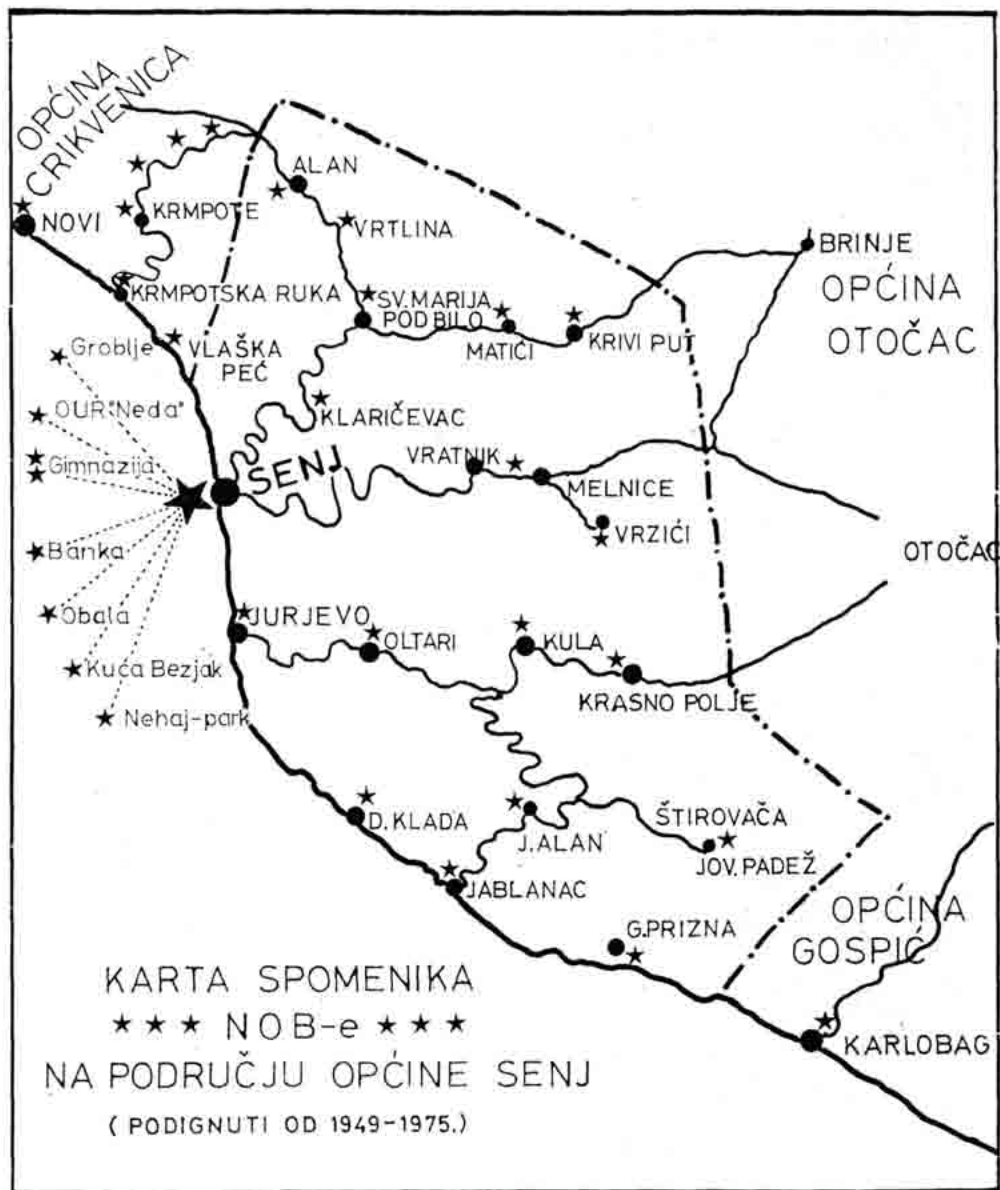 OPĆINA
CRIKVENICA
ALAN
NOVI
KRMPOTE
VRTLINA
BRINJE
KRMPOTSKA RUKA
SV. MARIJA
POD BILO
OPĆINA
OTOČAC
MATIĆI
KRIVI PUT
Groblje
VLAŠKA
PEĆ
OUR "Neda"
KLARIČEVAC
Gimnazija
SENJ
VRATNIK
MELNICE
VRZIĆI
Banka
OTOČAC
Obala
JURJEVO
OLTARI
KULA
Kuća Bezjak
KRASNO POLJE
Nehaj-park
D. KLADA
J. ALAN
ŠTIROVAČA
JOV. PADEŽ
JABLANAC
G. PRIZNA
OPĆINA
GOSPIĆ
KARLOBAG
KARTA SPOMENIKA
★ ★ ★ NOB-e ★ ★ ★
NA PODRUČJU OPĆINE SENJ
( PODIGNUTI OD 1949-1975.)